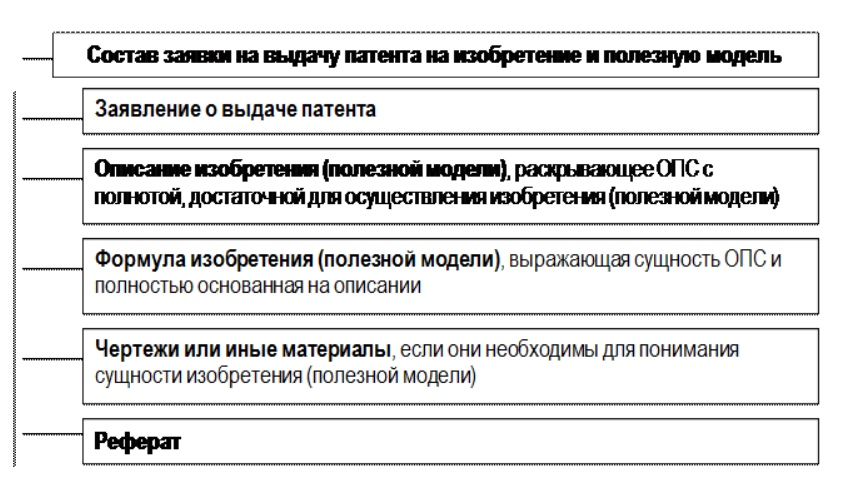 Состав заявки на выдачу патента на изобретение и полезную модель
Заявление о выдаче патента
Описание изобретения (полезной модели), раскрывающее ОПС с
полнотой, достаточной для осуществления изобретения (полезной модели)
Формула изобретения (полезной модели), выражающая сущность ОПС и
полностью основанная на описании
Чертежи или иные материалы, если они необходимы для понимания
сущности изобретения (полезной модели)
Реферат